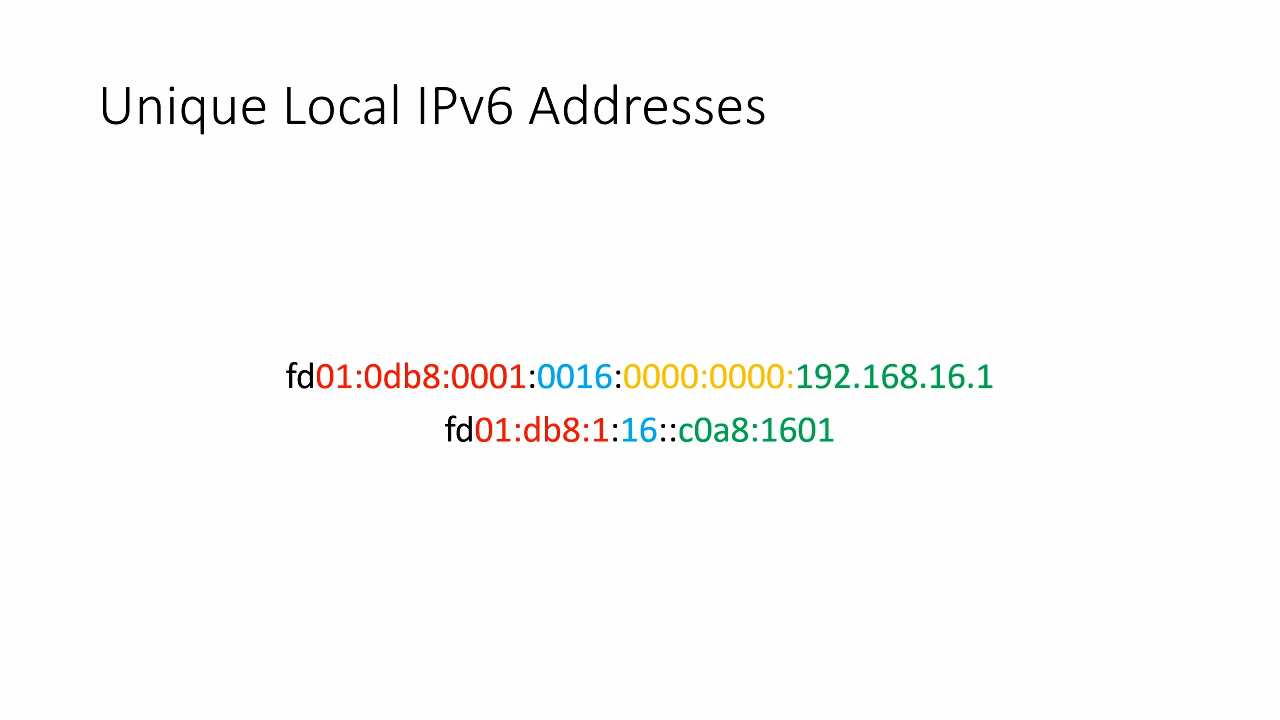 Unique Local IPv6 Addresses
fd01:0db8:0001:0016:0000:0000:192.168.16.1
fd01:db8:1:16::c0a8:1601